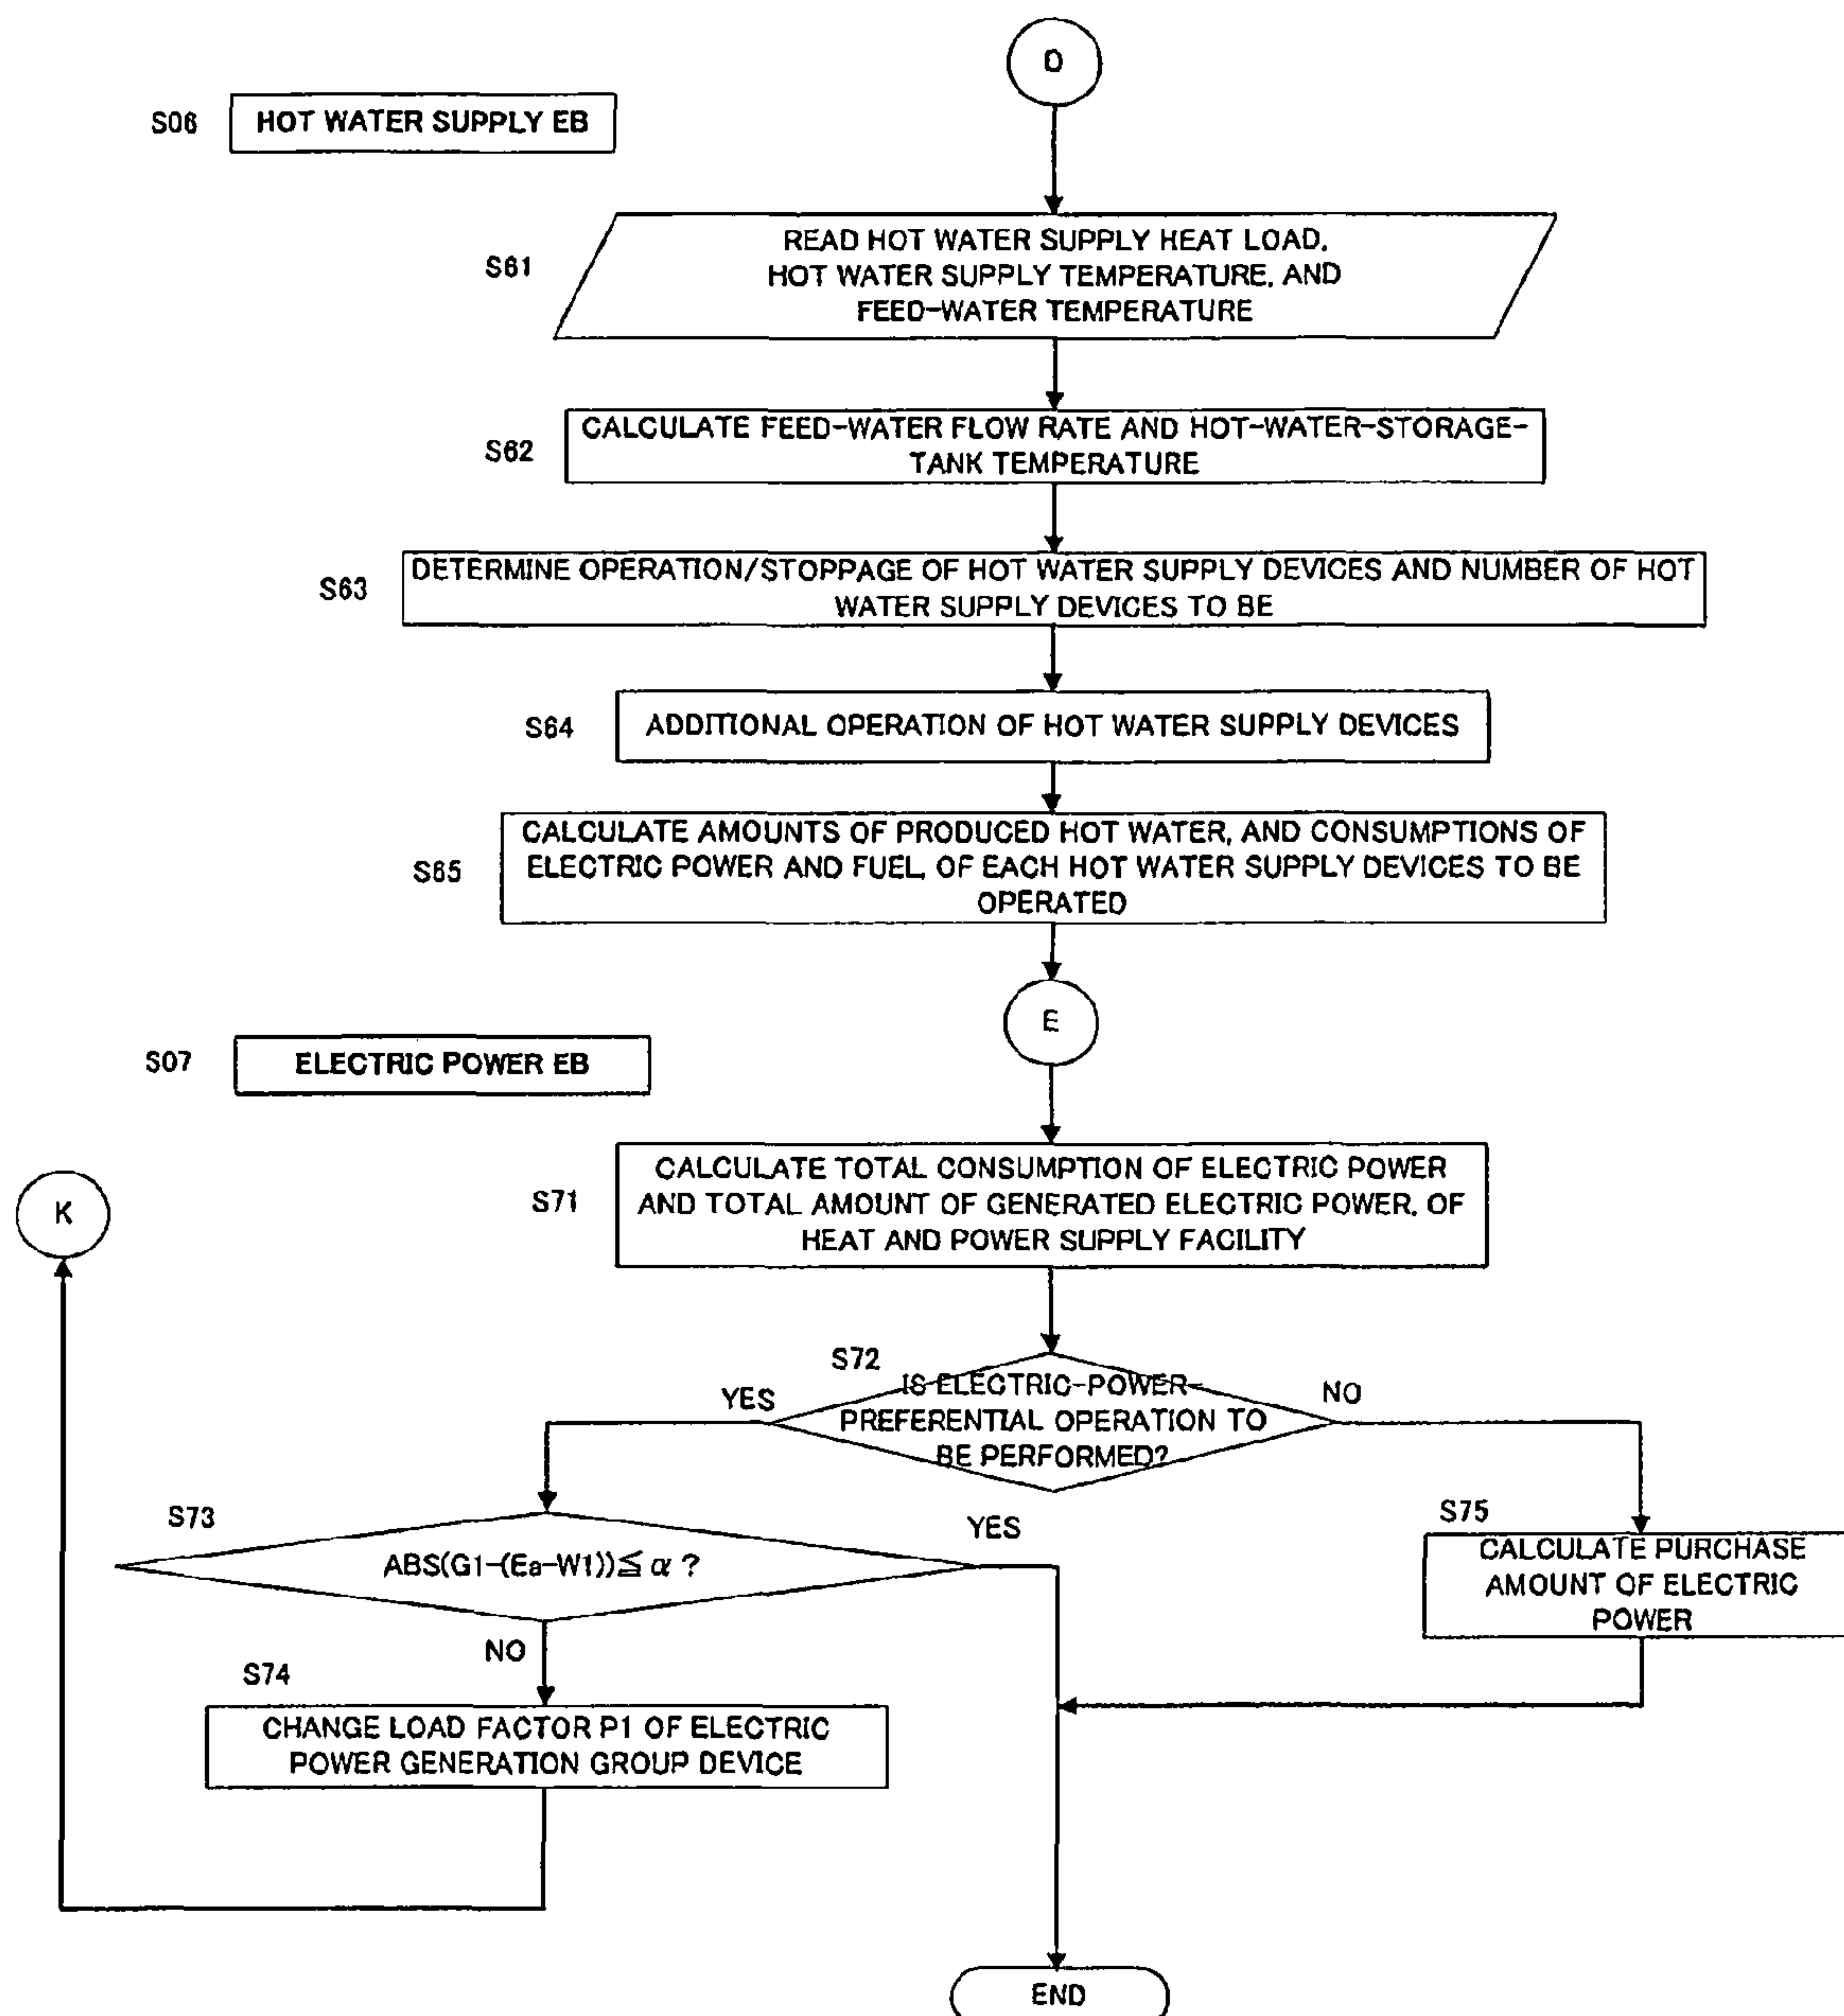 D
S06
HOT WATER SUPPLY EB
S61
READ HOT WATER SUPPLY HEAT LOAD,
HOT WATER SUPPLY TEMPERATURE, AND
FEED-WATER TEMPERATURE
S62
CALCULATE FEED-WATER FLOW RATE AND HOT-WATER-STORAGE-
TANK TEMPERATURE
S63
DETERMINE OPERATION/STOPPAGE OF HOT WATER SUPPLY DEVICES AND NUMBER OF HOT
WATER SUPPLY DEVICES TO BE
S64
ADDITIONAL OPERATION OF HOT WATER SUPPLY DEVICES
S65
CALCULATE AMOUNTS OF PRODUCED HOT WATER, AND CONSUMPTIONS OF
ELECTRIC POWER AND FUEL, OF EACH HOT WATER SUPPLY DEVICES TO BE
OPERATED
E
S07
ELECTRIC POWER EB
K
S71
CALCULATE TOTAL CONSUMPTION OF ELECTRIC POWER
AND TOTAL AMOUNT OF GENERATED ELECTRIC POWER, OF
HEAT AND POWER SUPPLY FACILITY
S72
IS ELECTRIC-POWER-
PREFERENTIAL OPERATION TO
BE PERFORMED?
YES
NO
S73
ABS(G1-(Ea-W1))≦ α ?
YES
NO
S75
CALCULATE PURCHASE
AMOUNT OF ELECTRIC
POWER
S74
CHANGE LOAD FACTOR P1 OF ELECTRIC
POWER GENERATION GROUP DEVICE
END